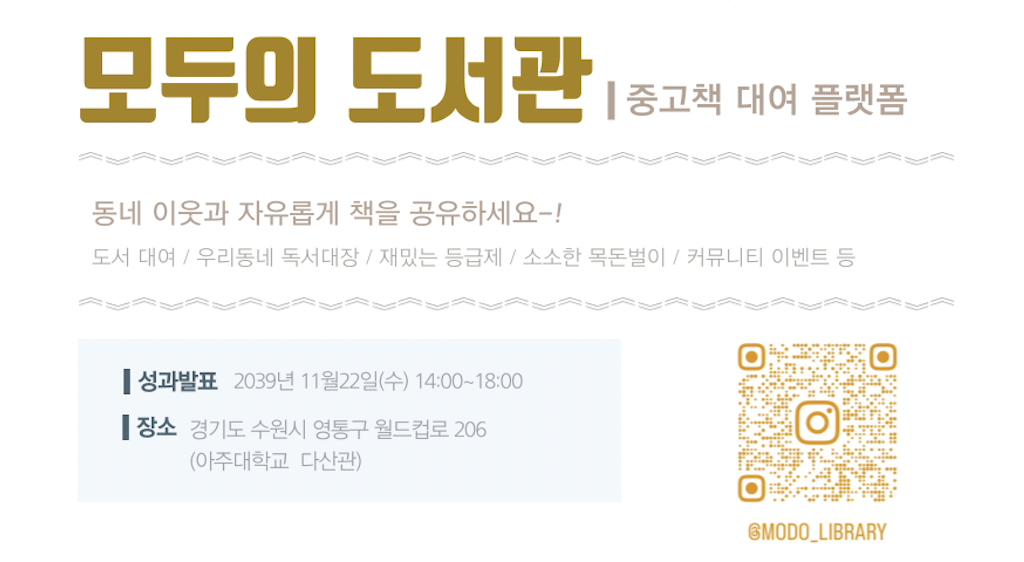 모두의 도서관 | 중고책 대여 플랫폼
동네 이웃과 자유롭게 책을 공유하세요-!
도서 대여 / 우리동네 독서대장 / 재밌는 등급제 / 소소한 목돈벌이 / 커뮤니티 이벤트 등
성과발표 2039년 11월22일(수) 14:00~18:00
장소 경기도 수원시 영통구 월드컵로 206
(아주대학교 다산관)
@MODO_LIBRARY